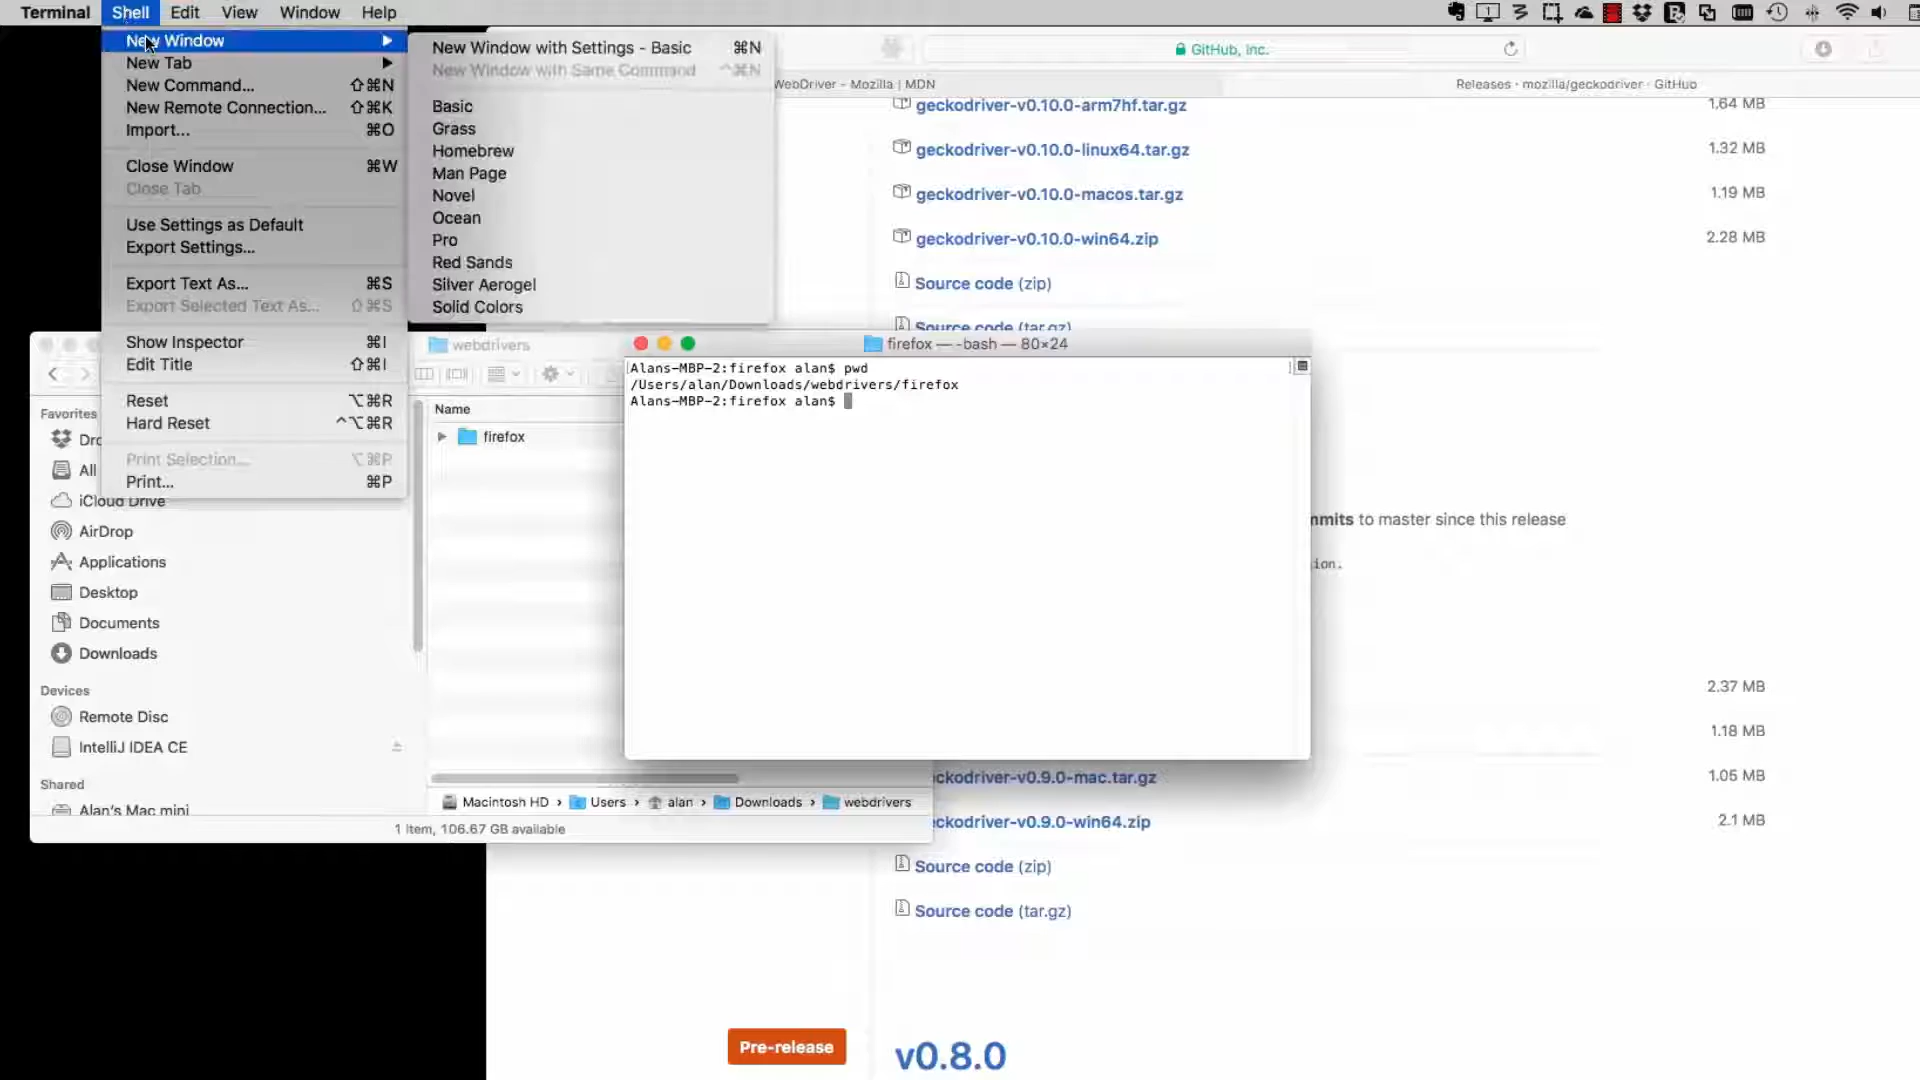 Terminal Shell Edit View Window Help
New Window
New Tab
New Command... ⇧⌘N
New Remote Connection... ⇧⌘K
Import... ⌘O
Close Window ⌘W
Close Tab
Use Settings as Default
Export Settings...
Export Text As... ⌘S
Export Selected Text As... ⇧⌘S
Show Inspector ⌘I
Edit Title ⇧⌘I
Reset ⌥⌘R
Hard Reset ^⌥⌘R
Print Selection... ⌥⌘P
Print... ⌘P
New Window with Settings - Basic ⌘N
New Window with Same Command ^⌘N
Basic
Grass
Homebrew
Man Page
Novel
Ocean
Pro
Red Sands
Silver Aerogel
Solid Colors
GitHub, Inc.
WebDriver - Mozilla | MDN
Releases · mozilla/geckodriver · GitHub
geckodriver-v0.10.0-arm7hf.tar.gz 1.64 MB
geckodriver-v0.10.0-linux64.tar.gz 1.32 MB
geckodriver-v0.10.0-macos.tar.gz 1.19 MB
geckodriver-v0.10.0-win64.zip 2.28 MB
Source code (zip)
Source code (tar.gz)
webdrivers
Favorites
All
iCloud Drive
AirDrop
Applications
Desktop
Documents
Downloads
Devices
Remote Disc
IntelliJ IDEA CE
Shared
Alan's Mac mini
Name
firefox
Macintosh HD › Users › alan › Downloads › webdrivers
1 item, 106.67 GB available
firefox — -bash — 80×24
Alans-MBP-2:firefox alan$ pwd
/Users/alan/Downloads/webdrivers/firefox
Alans-MBP-2:firefox alan$
mmits to master since this release
ion.
2.37 MB
1.18 MB
eckodriver-v0.9.0-mac.tar.gz 1.05 MB
eckodriver-v0.9.0-win64.zip 2.1 MB
Source code (zip)
Source code (tar.gz)
Pre-release
v0.8.0